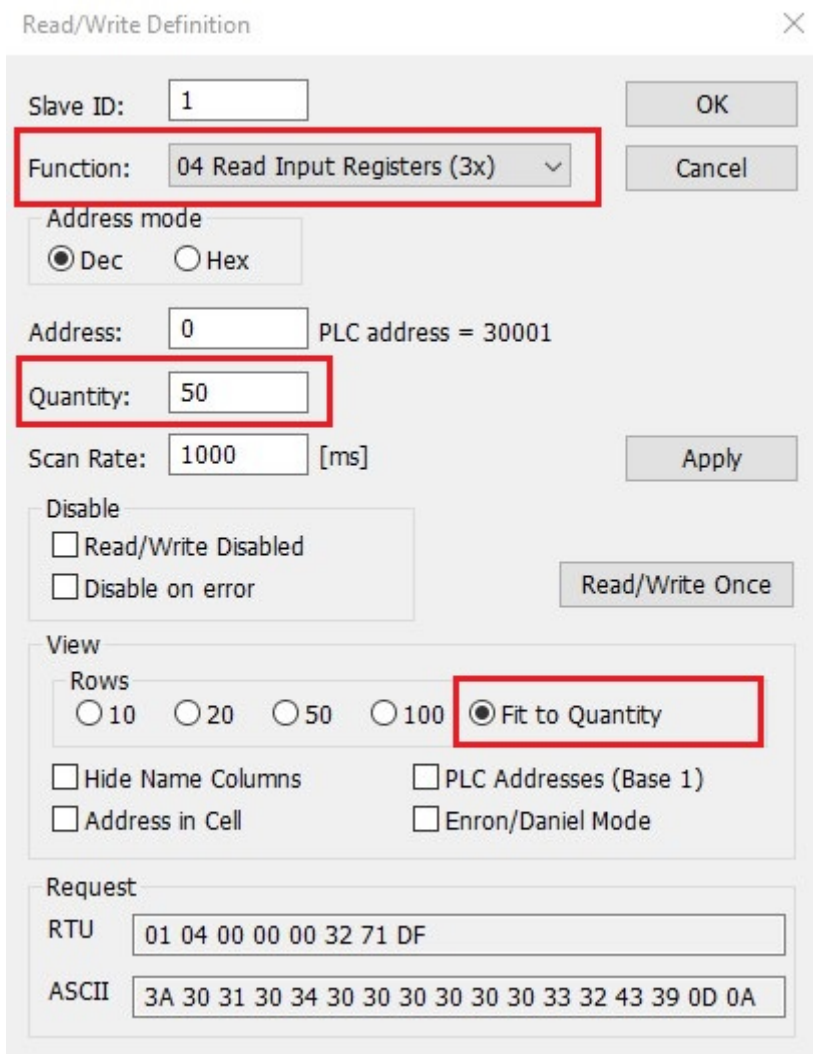 Read/Write Definition
Slave ID: 1 OK
Function: 04 Read Input Registers (3x) Cancel
Address mode
Dec Hex
Address: 0 PLC address = 30001
Quantity: 50
Scan Rate: 1000 [ms] Apply
Disable
Read/Write Disabled
Disable on error Read/Write Once
View
Rows
10 20 50 100 Fit to Quantity
Hide Name Columns PLC Addresses (Base 1)
Address in Cell Enron/Daniel Mode
Request
RTU 01 04 00 00 00 32 71 DF
ASCII 3A 30 31 30 34 30 30 30 30 30 30 33 32 43 39 0D 0A